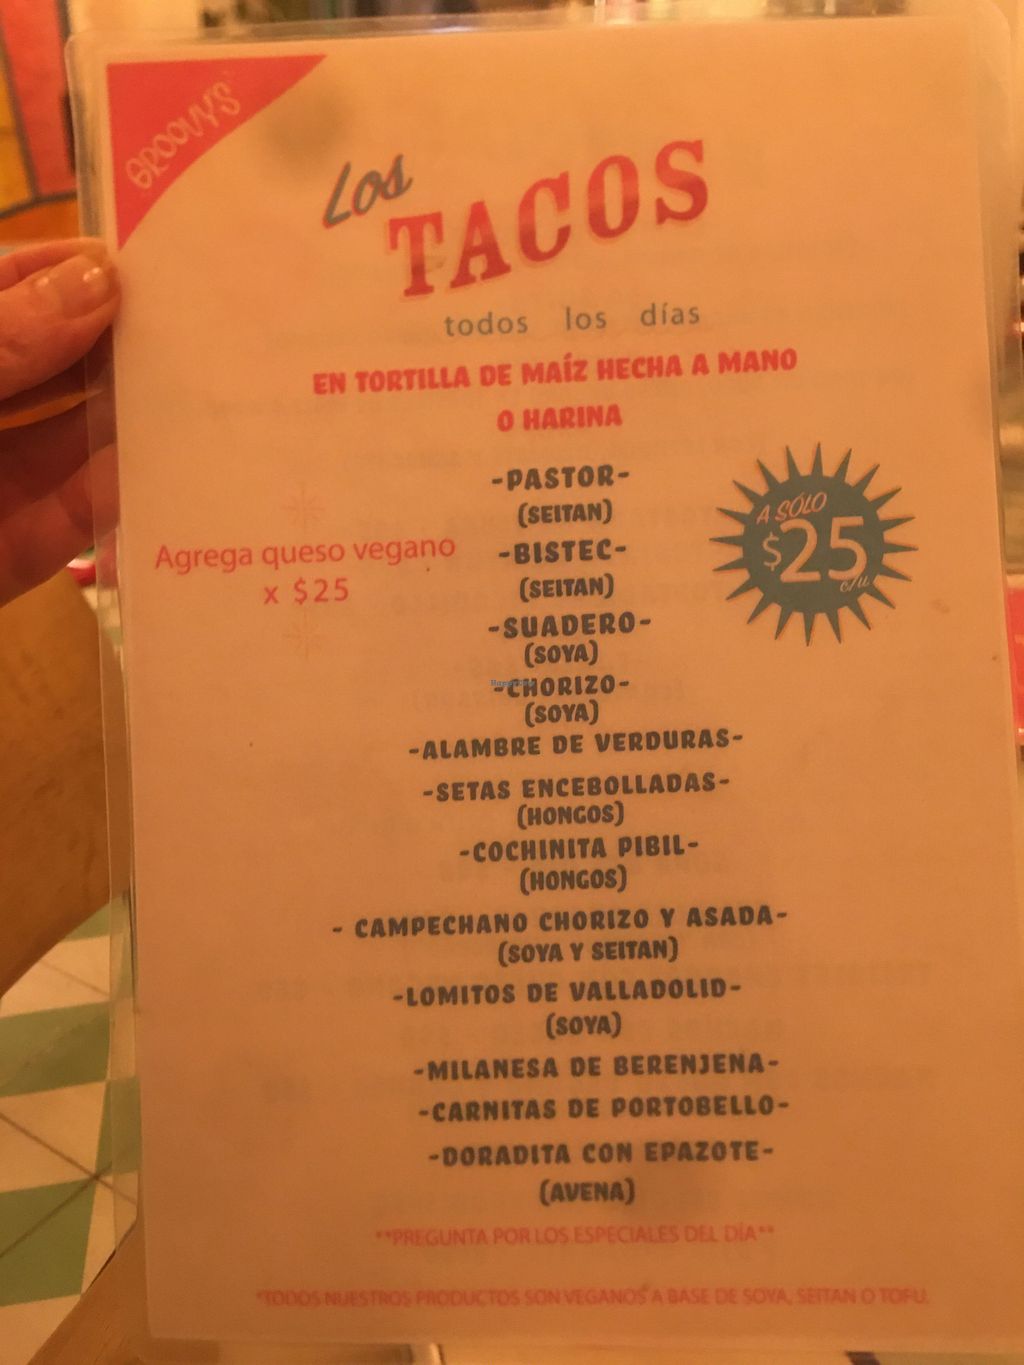 GROOVY'S
Los
TACOS
todos los días
EN TORTILLA DE MAÍZ HECHA A MANO
O HARINA
-PASTOR-
(SEITAN)
-BISTEC-
(SEITAN)
-SUADERO-
(SOYA)
-CHORIZO-
(SOYA)
-ALAMBRE DE VERDURAS-
-SETAS ENCEBOLLADAS-
(HONGOS)
-COCHINITA PIBIL-
(HONGOS)
- CAMPECHANO CHORIZO Y ASADA-
(SOYA Y SEITAN)
-LOMITOS DE VALLADOLID-
(SOYA)
-MILANESA DE BERENJENA-
-CARNITAS DE PORTOBELLO-
-DORADITA CON EPAZOTE-
(AVENA)
Agrega queso vegano
x $25
A SÓLO
$25
c/u
**PREGUNTA POR LOS ESPECIALES DEL DÍA**
*TODOS NUESTROS PRODUCTOS SON VEGANOS A BASE DE SOYA, SEITAN O TOFU.